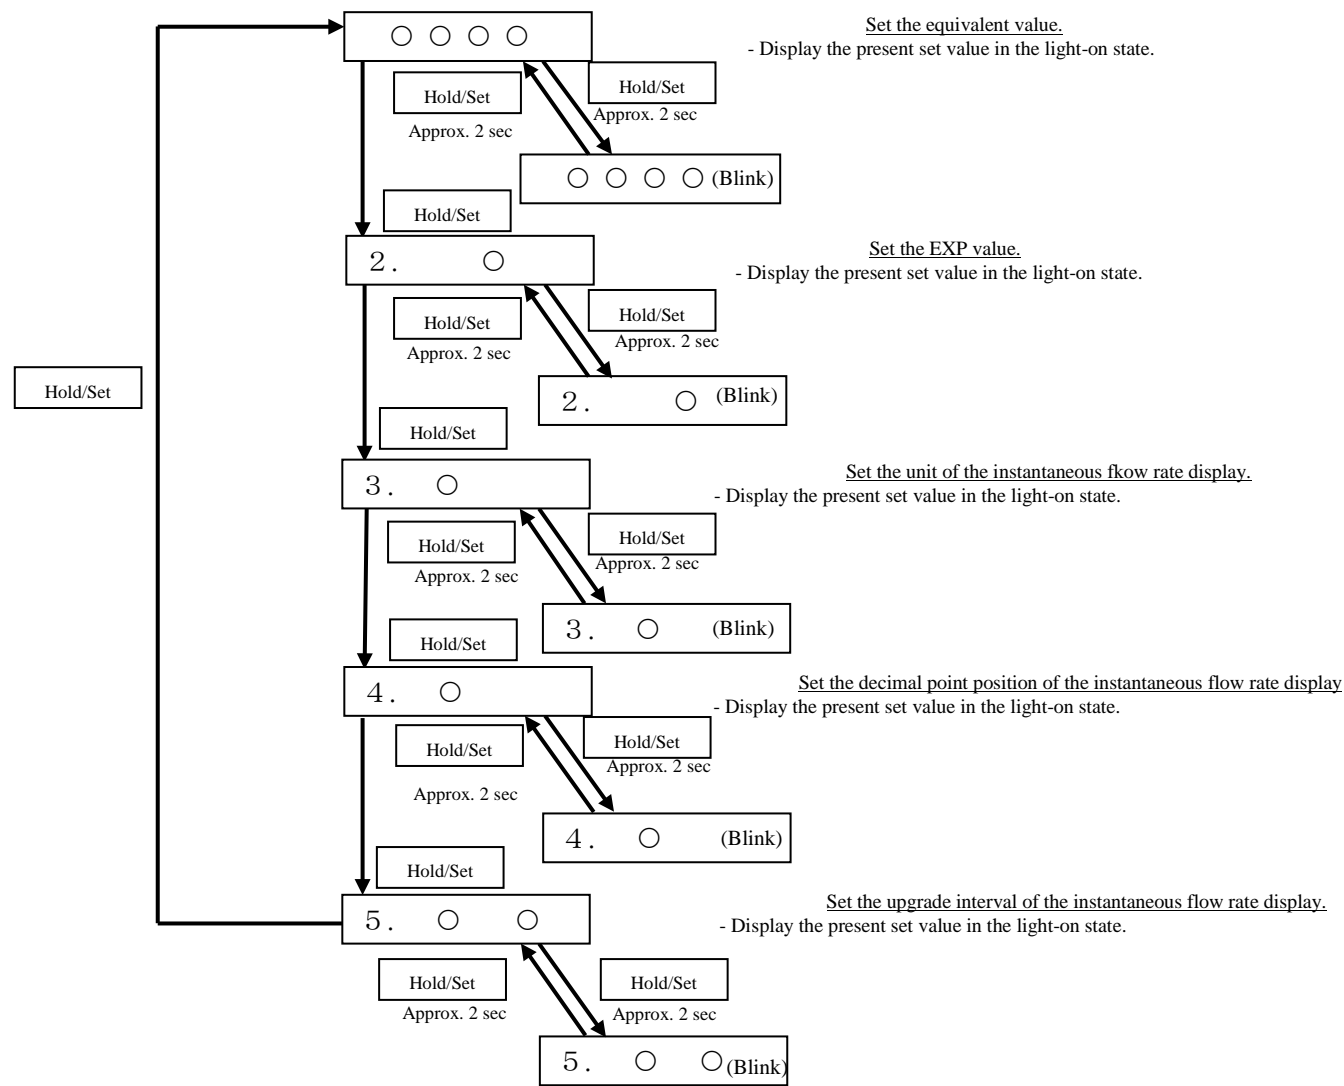 ○ ○ ○ ○
Set the equivalent value.
- Display the present set value in the light-on state.
Hold/Set
Approx. 2 sec
Hold/Set
Approx. 2 sec
○ ○ ○ ○ (Blink)
Hold/Set
2. ○
Set the EXP value.
- Display the present set value in the light-on state.
Hold/Set
Approx. 2 sec
Hold/Set
Approx. 2 sec
2. ○ (Blink)
Hold/Set
Hold/Set
3. ○
Set the unit of the instantaneous fkow rate display.
- Display the present set value in the light-on state.
Hold/Set
Approx. 2 sec
Hold/Set
Approx. 2 sec
3. ○ (Blink)
Hold/Set
4. ○
Set the decimal point position of the instantaneous flow rate display
- Display the present set value in the light-on state.
Hold/Set
Approx. 2 sec
Hold/Set
Approx. 2 sec
4. ○ (Blink)
Hold/Set
5. ○ ○
Set the upgrade interval of the instantaneous flow rate display.
- Display the present set value in the light-on state.
Hold/Set
Approx. 2 sec
Hold/Set
Approx. 2 sec
5. ○ ○ (Blink)